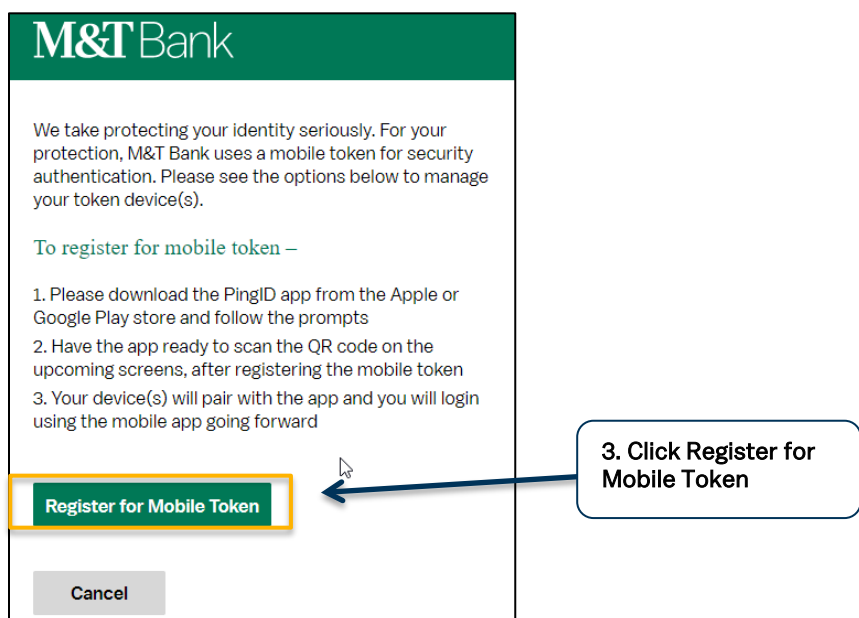 M&T Bank
We take protecting your identity seriously. For your
protection, M&T Bank uses a mobile token for security
authentication. Please see the options below to manage
your token device(s).
To register for mobile token –
1. Please download the PingID app from the Apple or
Google Play store and follow the prompts
2. Have the app ready to scan the QR code on the
upcoming screens, after registering the mobile token
3. Your device(s) will pair with the app and you will login
using the mobile app going forward
3. Click Register for
Mobile Token
Register for Mobile Token
Cancel